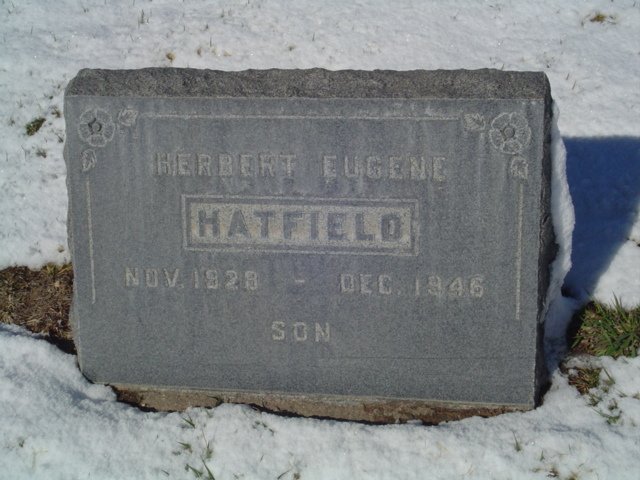 HERBERT EUGENE
HATFIELD
NOV. 1928 - DEC. 1946
SON